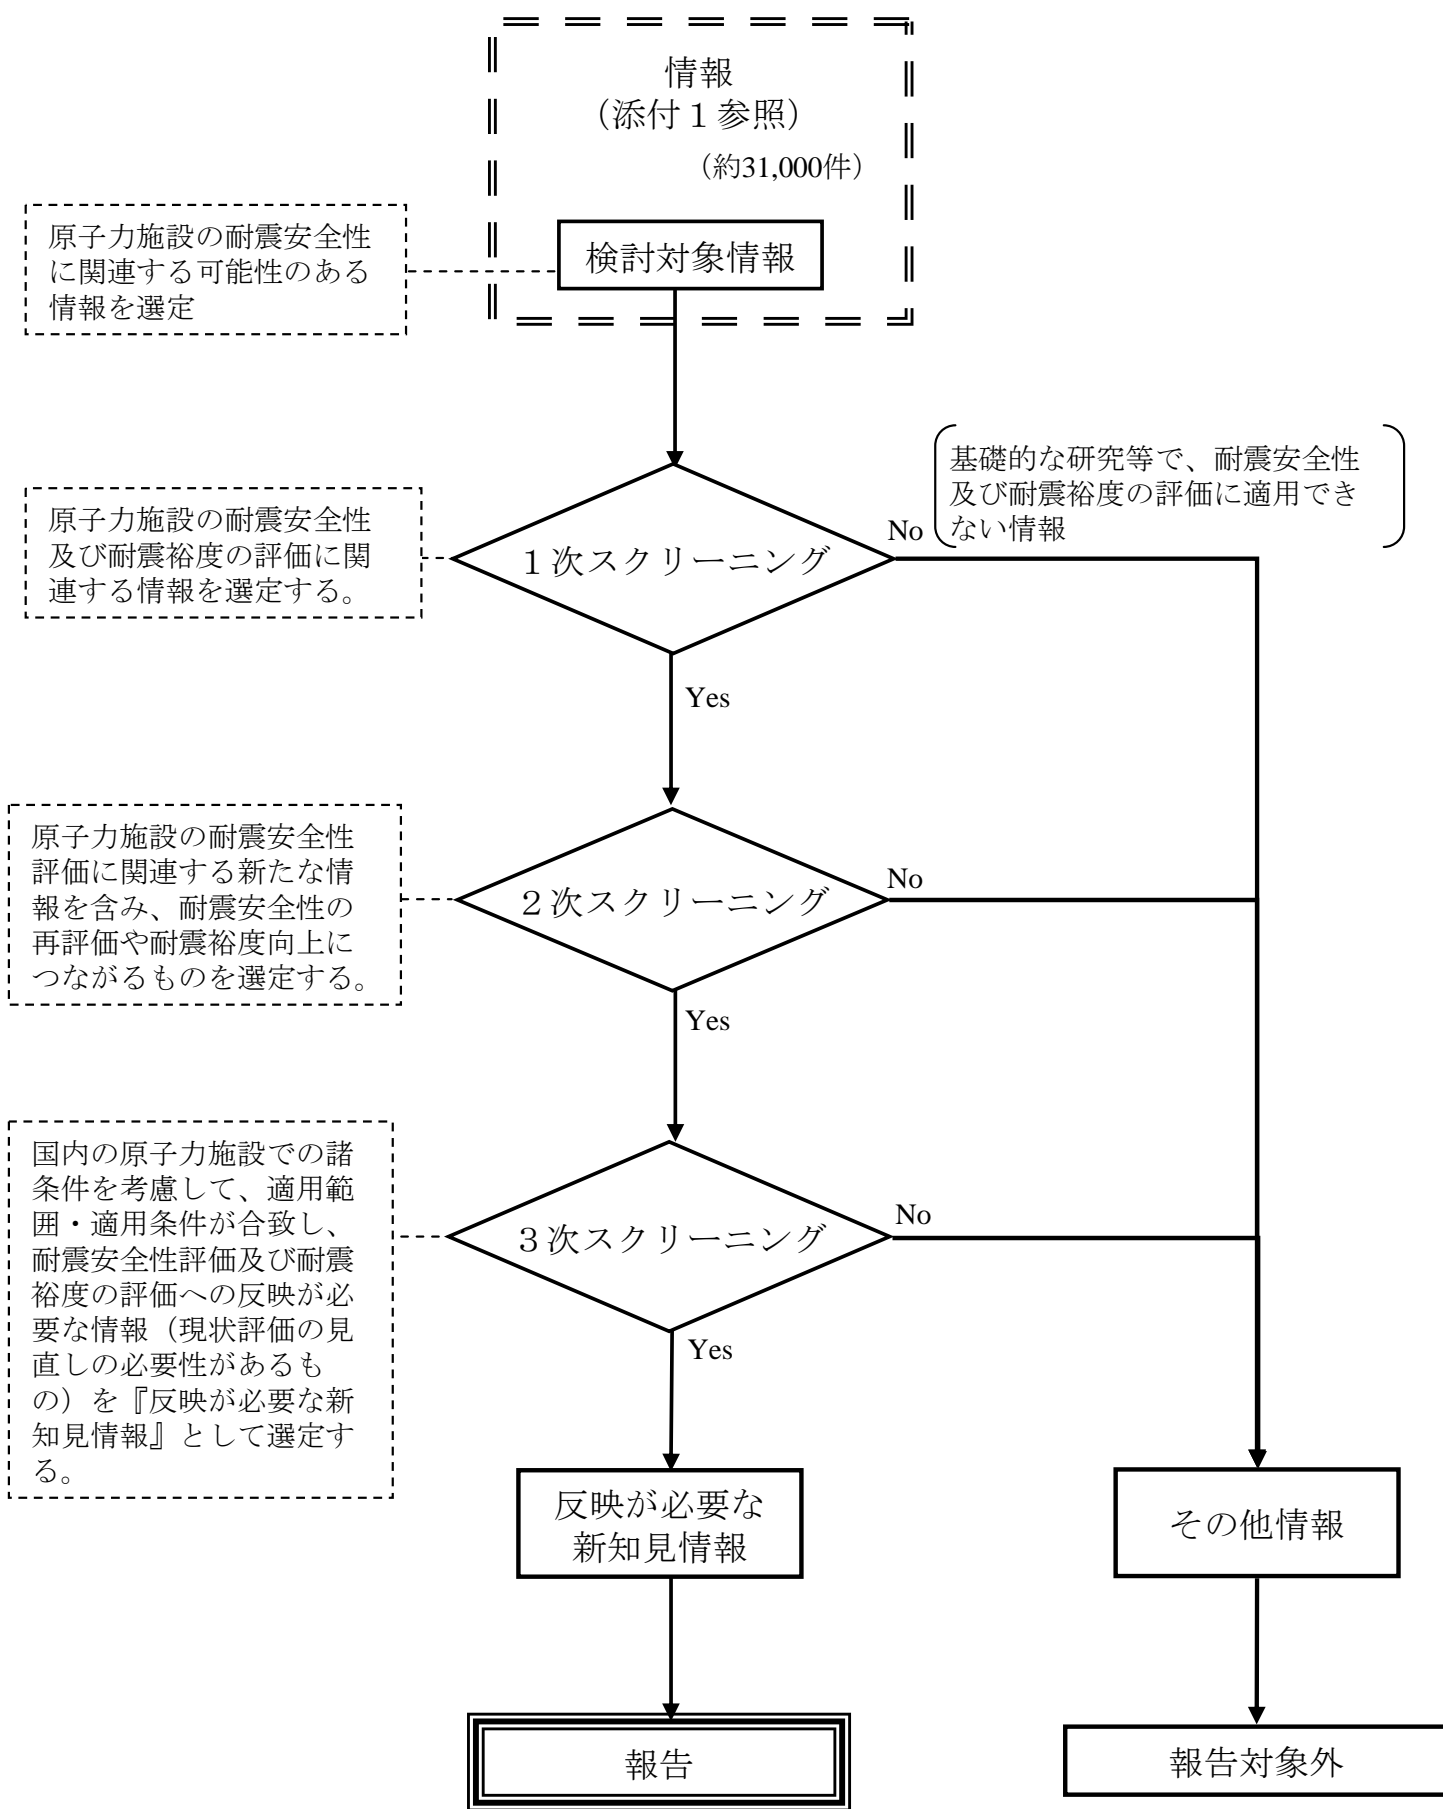 情報
（添付１参照）
（約31,000件）
原子力施設の耐震安全性
に関連する可能性のある
情報を選定
検討対象情報
基礎的な研究等で、耐震安全性
及び耐震裕度の評価に適用でき
ない情報
No
原子力施設の耐震安全性
及び耐震裕度の評価に関
連する情報を選定する。
１次スクリーニング
Yes
原子力施設の耐震安全性
評価に関連する新たな情
報を含み、耐震安全性の
再評価や耐震裕度向上に
つながるものを選定する。
２次スクリーニング
No
Yes
国内の原子力施設での諸
条件を考慮して、適用範
囲・適用条件が合致し、
耐震安全性評価及び耐震
裕度の評価への反映が必
要な情報（現状評価の見
直しの必要性があるも
の）を『反映が必要な新
知見情報』として選定す
る。
３次スクリーニング
No
Yes
反映が必要な
新知見情報
その他情報
報告
報告対象外